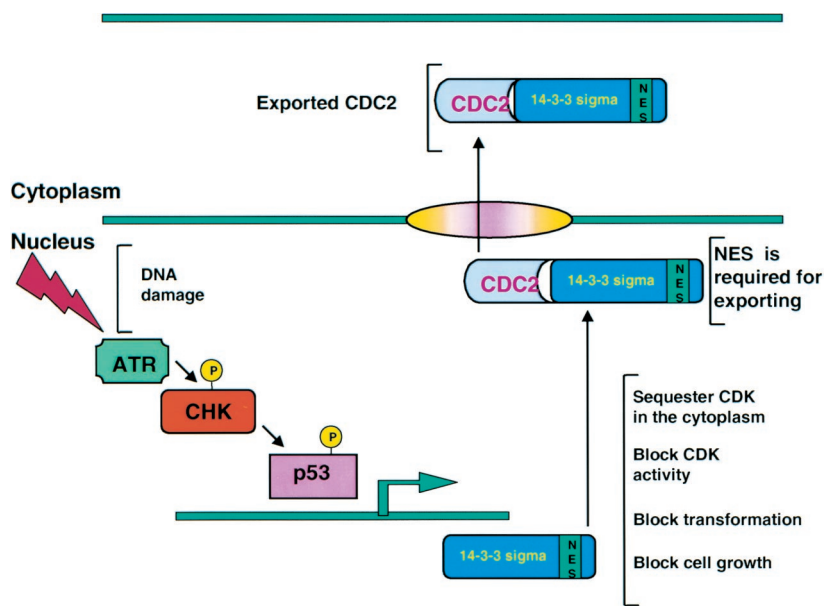 Exported CDC2
CDC2
14-3-3 sigma
NES
Cytoplasm
Nucleus
DNA
damage
CDC2
14-3-3 sigma
NES
NES is
required for
exporting
ATR
P
CHK
P
p53
Sequester CDK
in the cytoplasm
Block CDK
activity
Block transformation
Block cell growth
14-3-3 sigma
NES